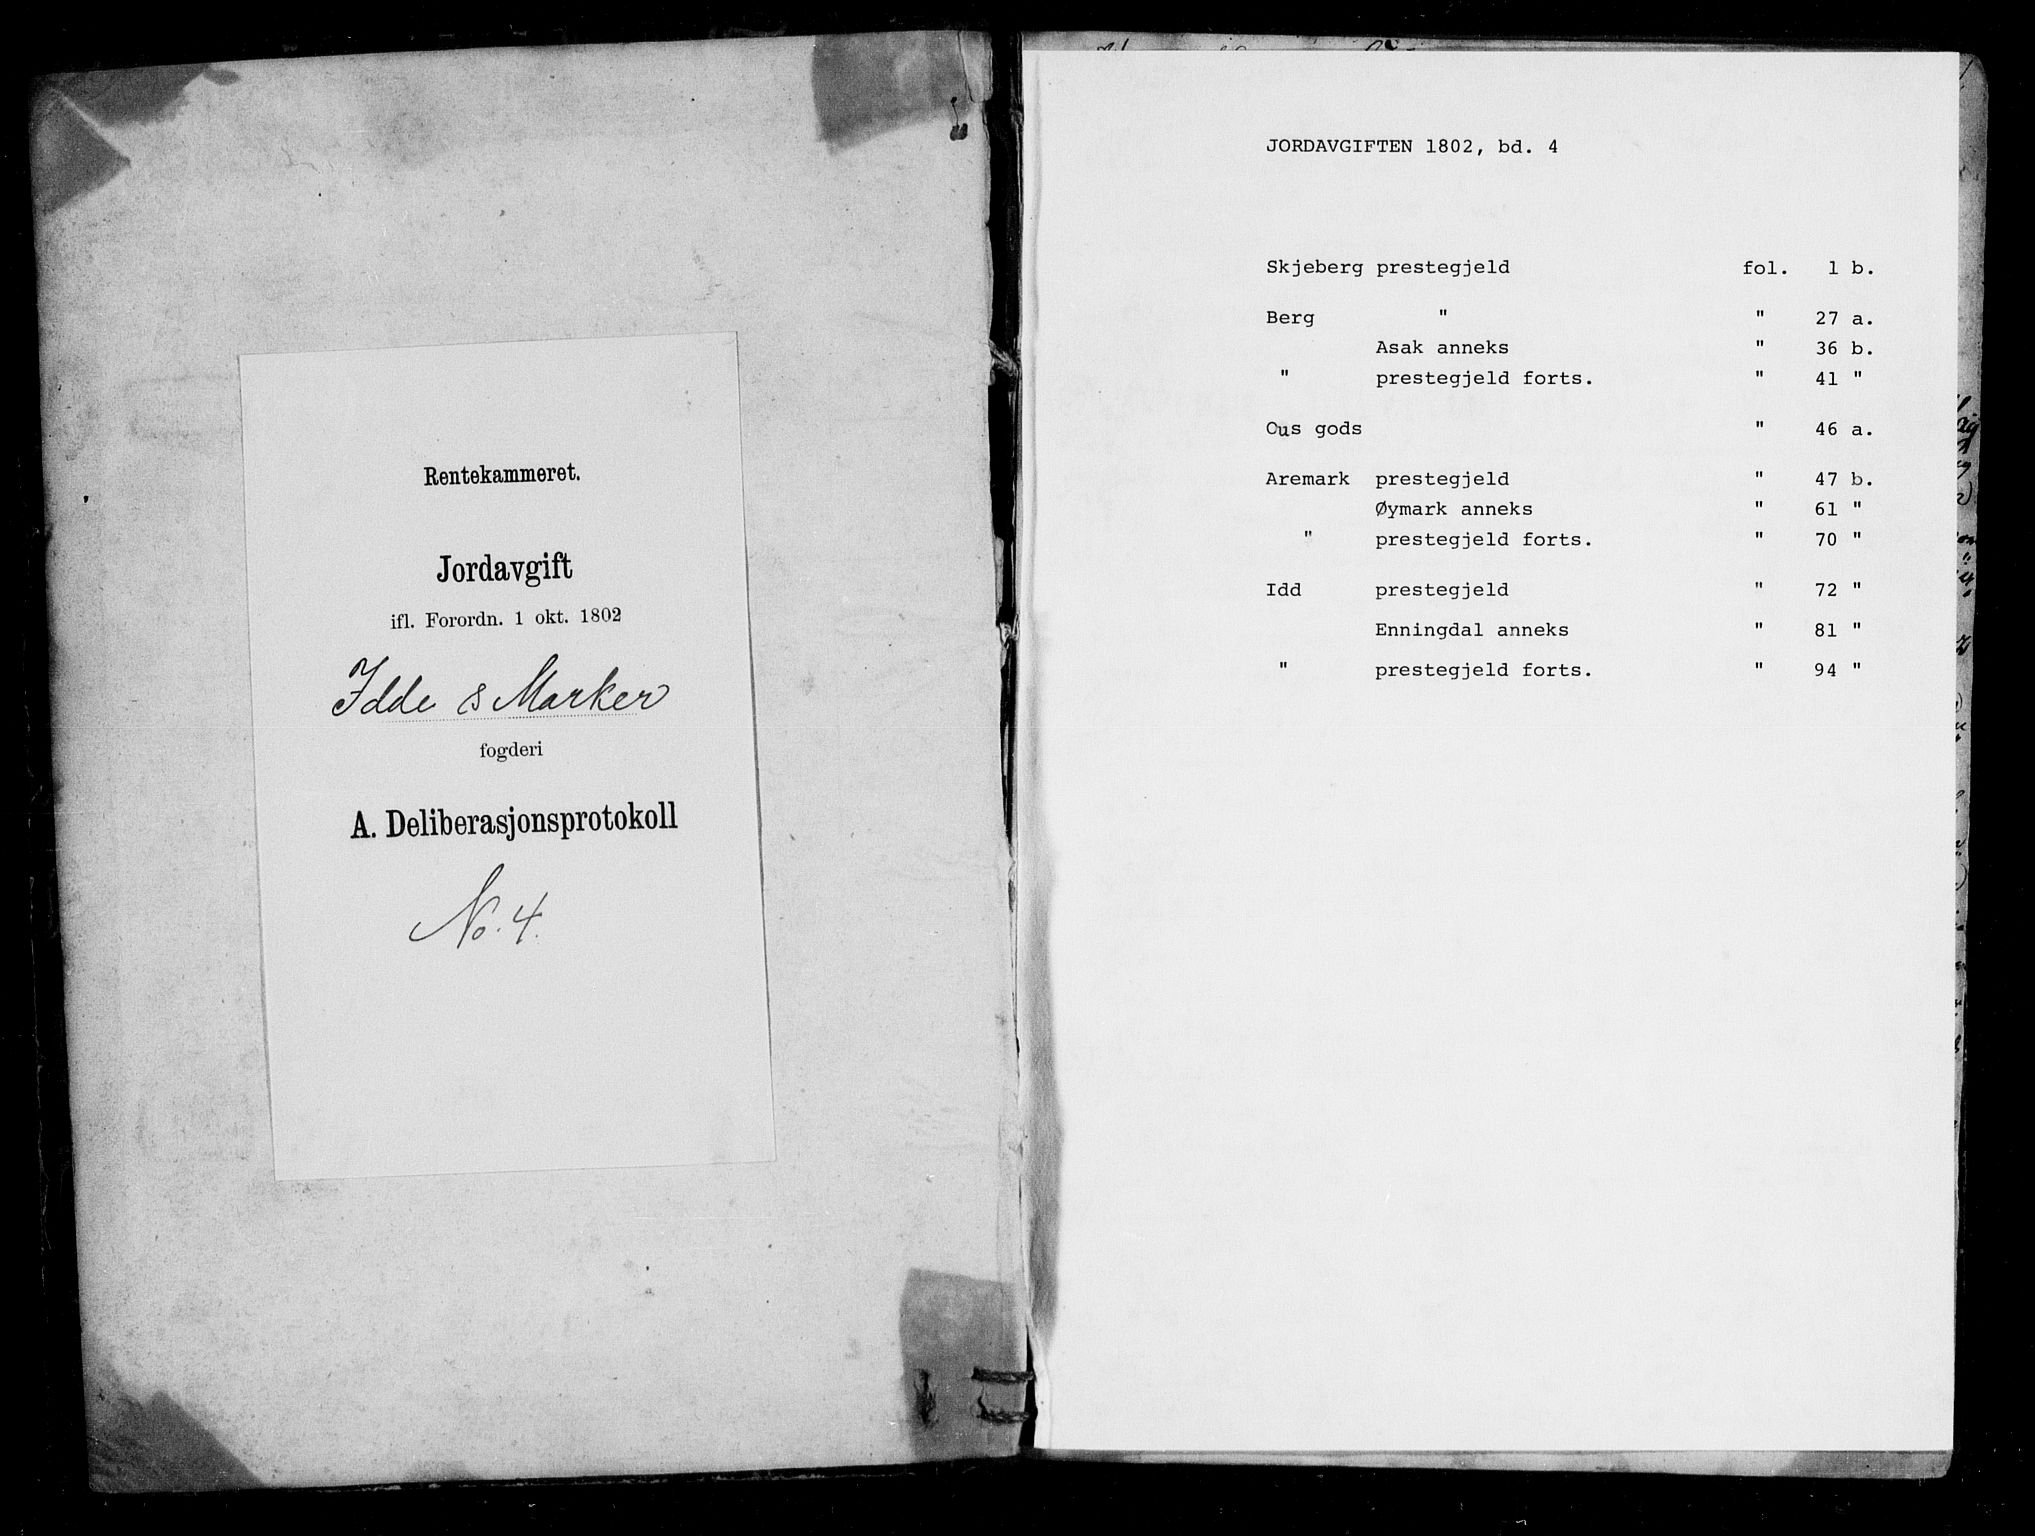 Rentekammeret.
Jordavgift
ifl. Forordn. 1 okt. 1802
Idde & Marker
fogderi
A. Deliberasjonsprotokoll
No. 4.
JORDAVGIFTEN 1802, bd. 4
Skjeberg prestegjeld fol. 1 b.
Berg " " 27 a.
Asak anneks " 36 b.
" prestegjeld forts. " 41 "
Ous gods " 46 a.
Aremark prestegjeld " 47 b.
Øymark anneks " 61 "
" prestegjeld forts. " 70 "
Idd prestegjeld " 72 "
Enningdal anneks " 81 "
" prestegjeld forts. " 94 "